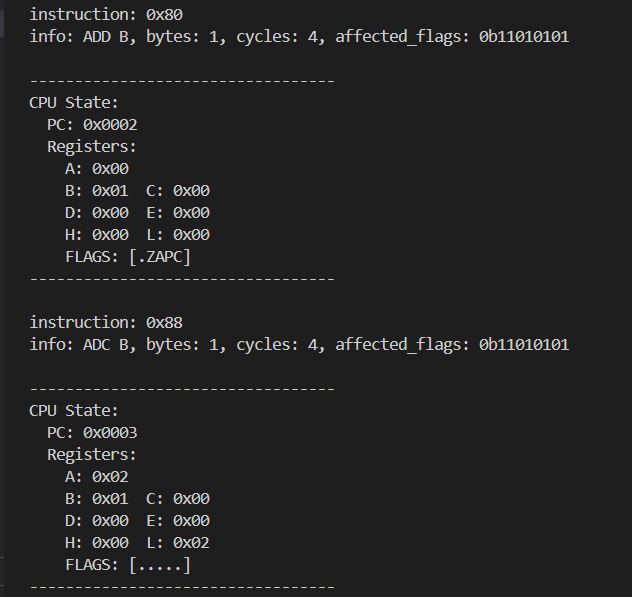 instruction: 0x80
info: ADD B, bytes: 1, cycles: 4, affected_flags: 0b11010101
----------------------------------
CPU State:
  PC: 0x0002
  Registers:
    A: 0x00
    B: 0x01  C: 0x00
    D: 0x00  E: 0x00
    H: 0x00  L: 0x00
    FLAGS: [.ZAPC]
----------------------------------
instruction: 0x88
info: ADC B, bytes: 1, cycles: 4, affected_flags: 0b11010101
----------------------------------
CPU State:
  PC: 0x0003
  Registers:
    A: 0x02
    B: 0x01  C: 0x00
    D: 0x00  E: 0x00
    H: 0x00  L: 0x02
    FLAGS: [.....]
----------------------------------